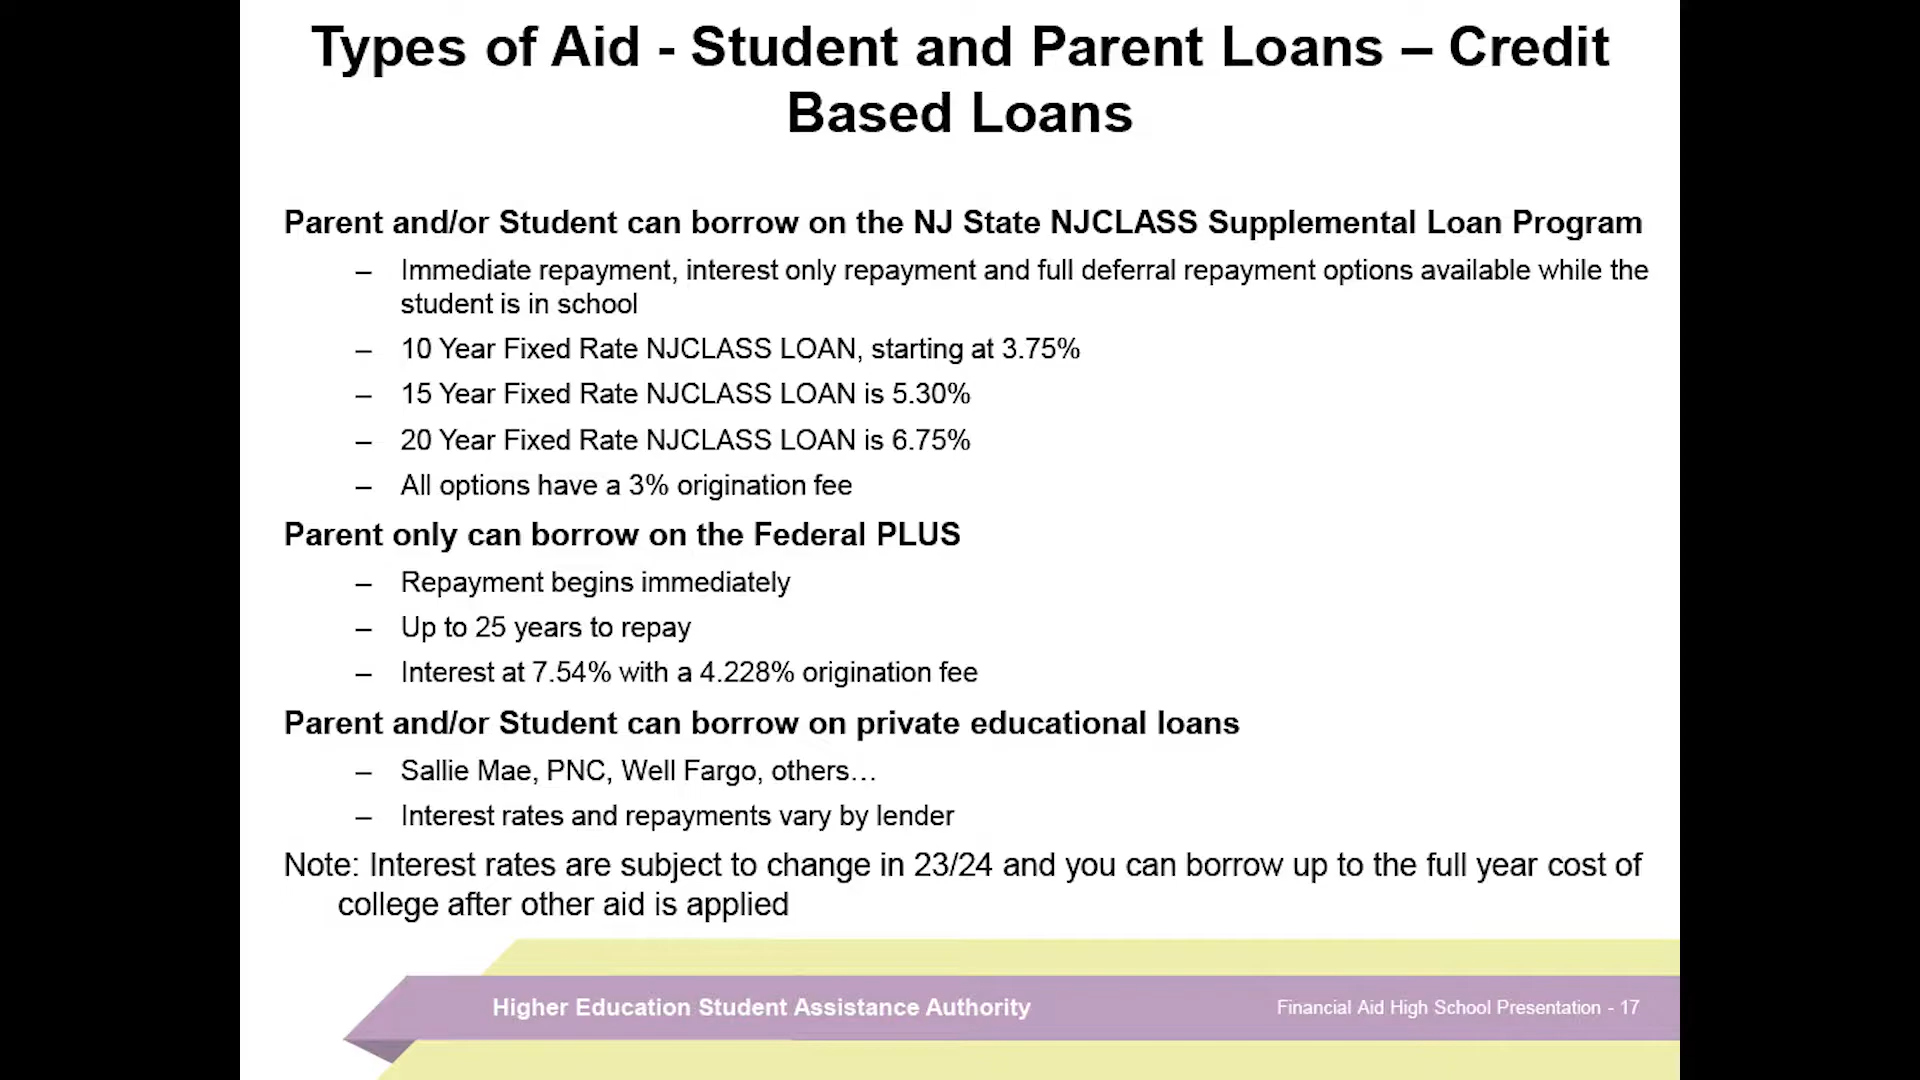 Types of Aid - Student and Parent Loans – Credit
Based Loans
Parent and/or Student can borrow on the NJ State NJCLASS Supplemental Loan Program
– Immediate repayment, interest only repayment and full deferral repayment options available while the
student is in school
– 10 Year Fixed Rate NJCLASS LOAN, starting at 3.75%
– 15 Year Fixed Rate NJCLASS LOAN is 5.30%
– 20 Year Fixed Rate NJCLASS LOAN is 6.75%
– All options have a 3% origination fee
Parent only can borrow on the Federal PLUS
– Repayment begins immediately
– Up to 25 years to repay
– Interest at 7.54% with a 4.228% origination fee
Parent and/or Student can borrow on private educational loans
– Sallie Mae, PNC, Well Fargo, others…
– Interest rates and repayments vary by lender
Note: Interest rates are subject to change in 23/24 and you can borrow up to the full year cost of
college after other aid is applied
Higher Education Student Assistance Authority
Financial Aid High School Presentation - 17